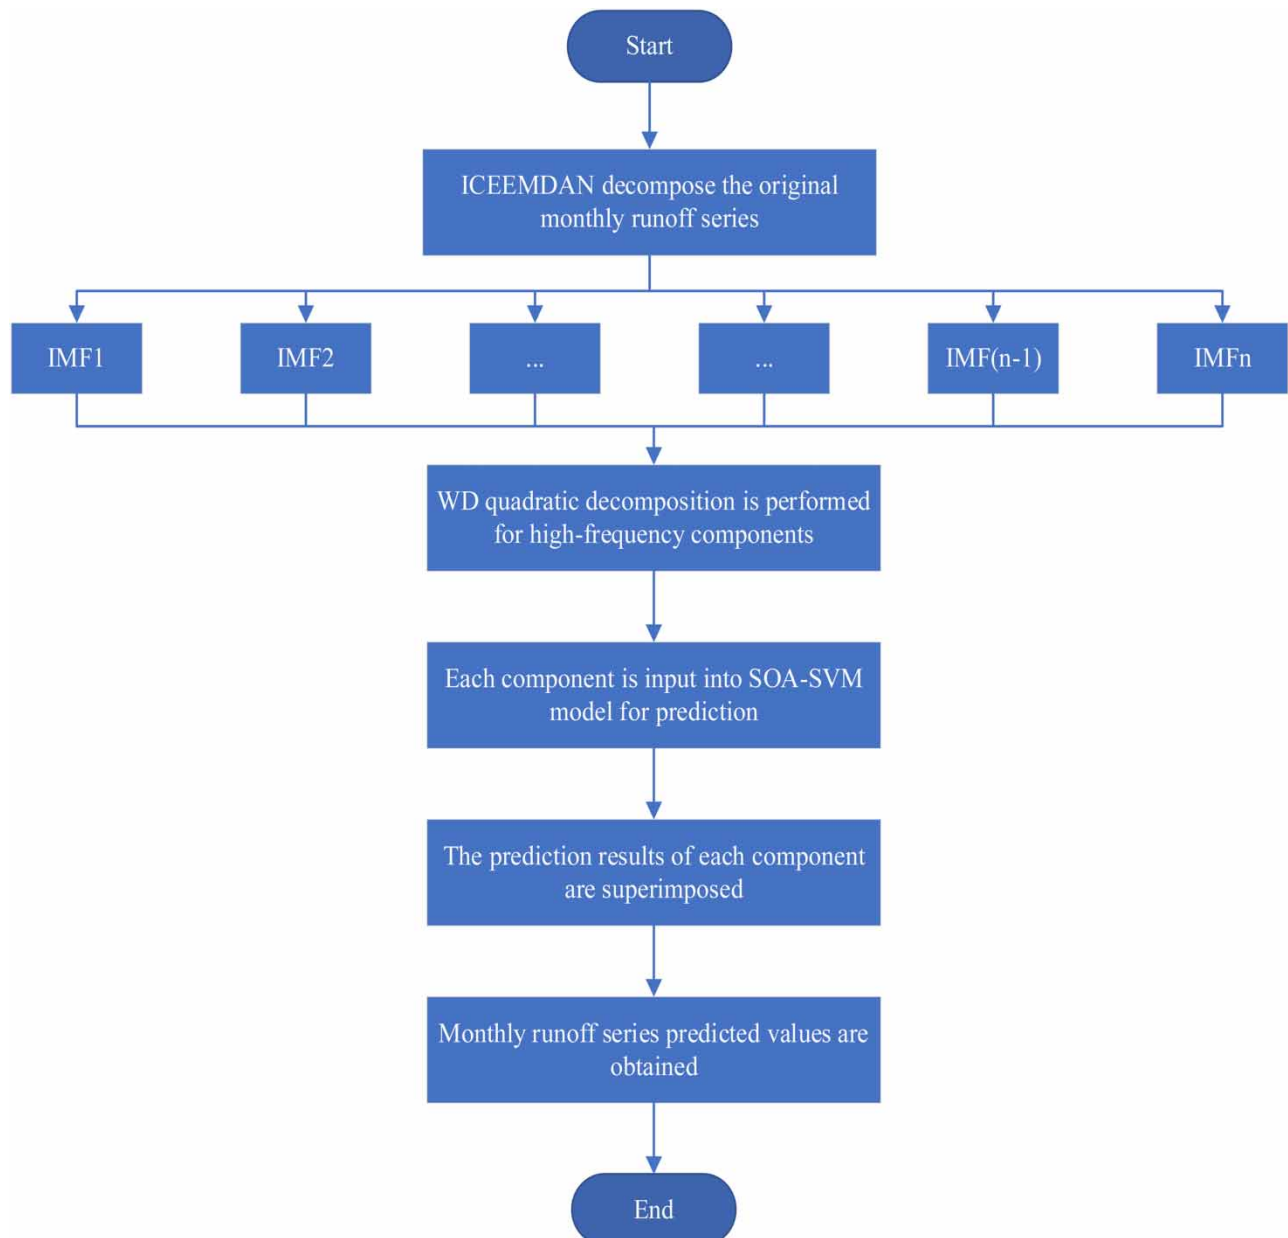 Start
ICEEMDAN decompose the original
monthly runoff series
IMF1
IMF2
...
...
IMF(n-1)
IMFn
WD quadratic decomposition is performed
for high-frequency components
Each component is input into SOA-SVM
model for prediction
The prediction results of each component
are superimposed
Monthly runoff series predicted values are
obtained
End